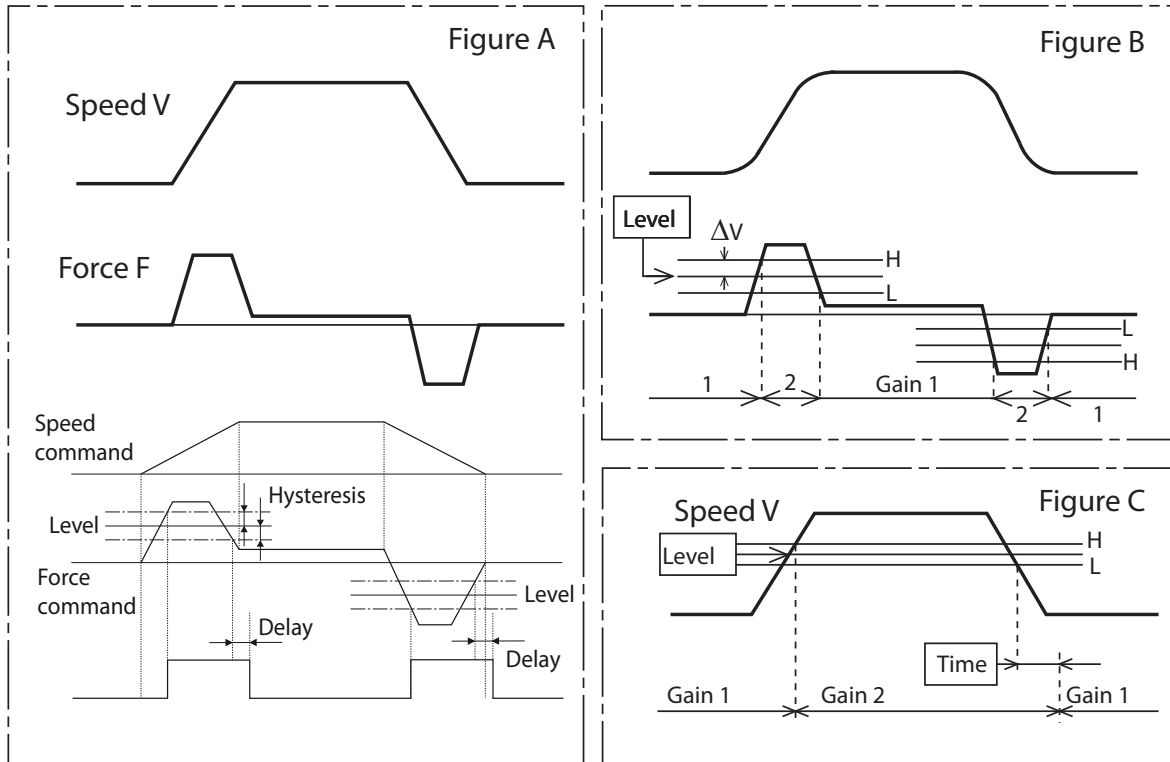 Figure A
Speed V
Force F
Speed
command
Hysteresis
Level
Force
command
Level
Delay
Delay
Figure B
Level
ΔV
H
L
L
H
1
2
Gain 1
2
1
Figure C
Speed V
H
Level
L
Time
Gain 1
Gain 2
Gain 1